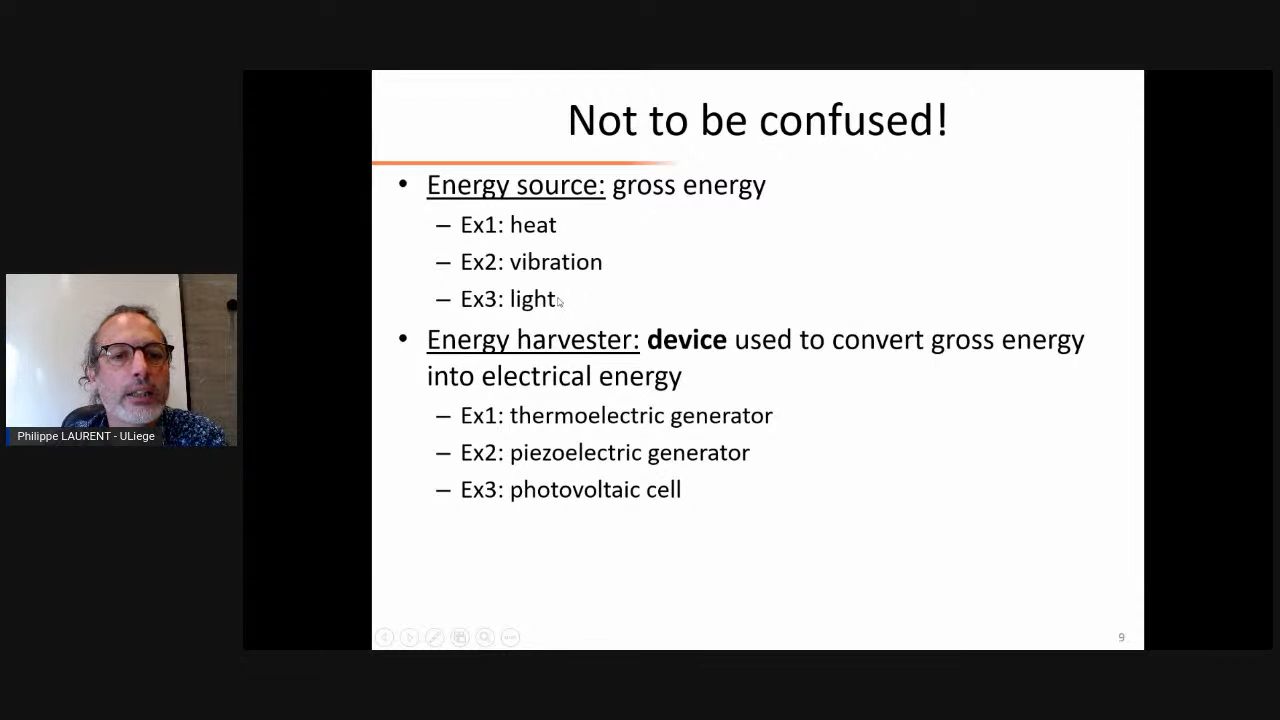 Not to be confused!
• Energy source: gross energy
– Ex1: heat
– Ex2: vibration
– Ex3: light
• Energy harvester: device used to convert gross energy
into electrical energy
– Ex1: thermoelectric generator
– Ex2: piezoelectric generator
– Ex3: photovoltaic cell
Philippe LAURENT - ULiege
9